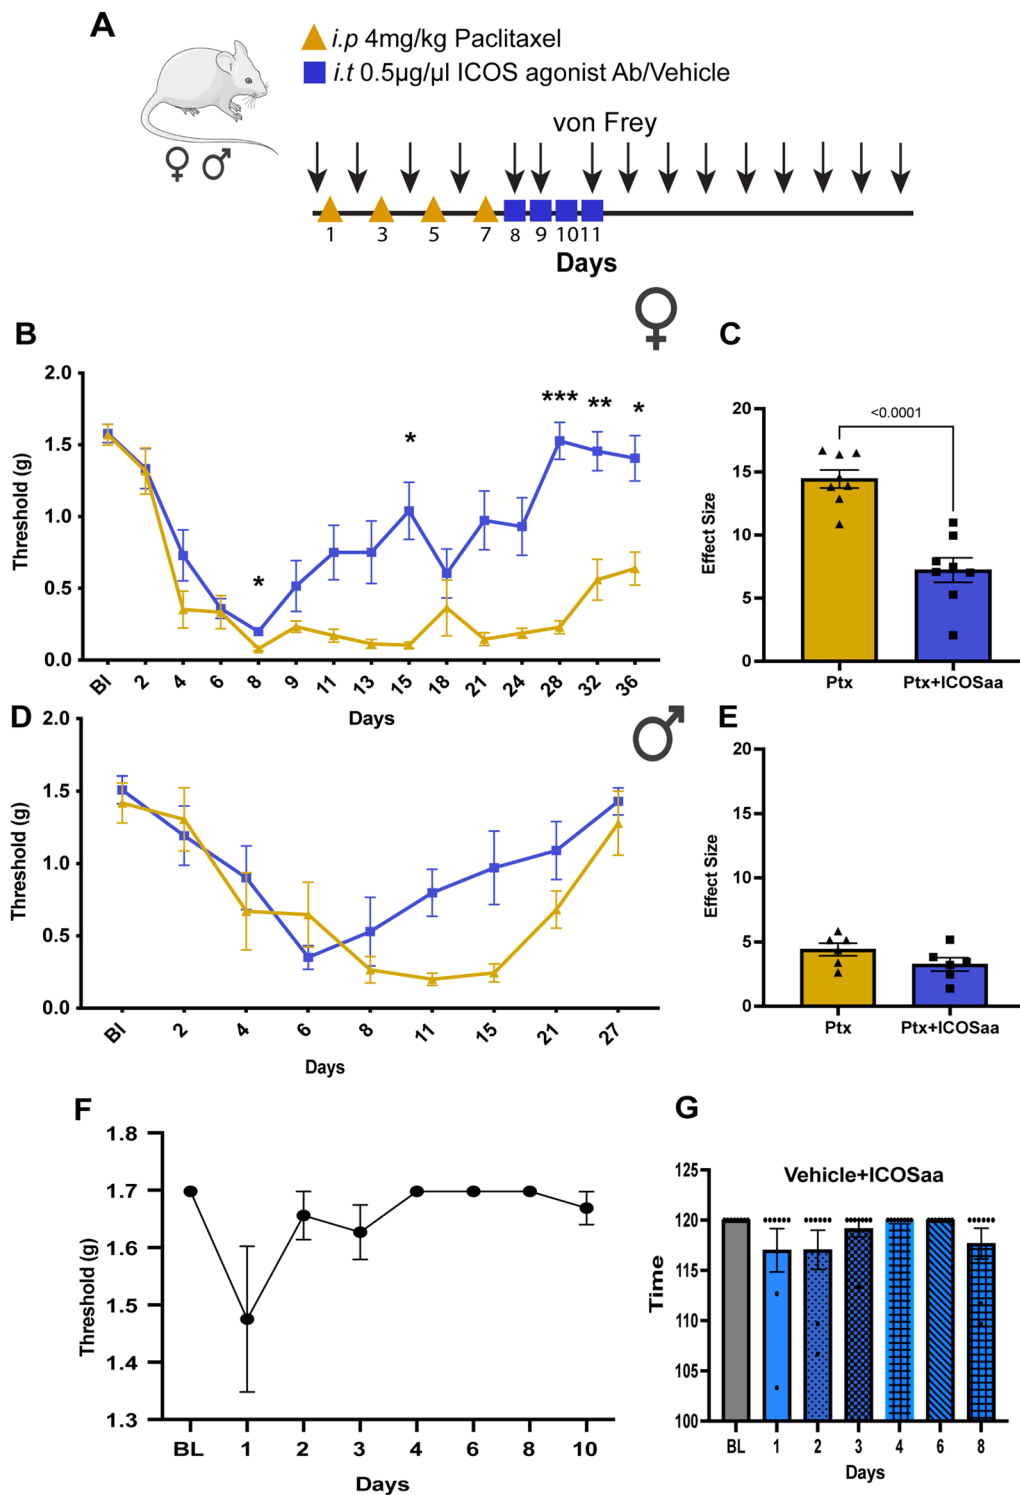 A
i.p 4mg/kg Paclitaxel
i.t 0.5µg/µl ICOS agonist Ab/Vehicle
von Frey
1 3 5 7 8 9 10 11
Days
♀ ♂
♀
B
Threshold (g)
2.0
1.5
1.0
0.5
0.0
* * *** ** *
BI 2 4 6 8 9 11 13 15 18 21 24 28 32 36
Days
C
Effect Size
20
15
10
5
0
<0.0001
Ptx Ptx+ICOSaa
D
♂
Threshold (g)
2.0
1.5
1.0
0.5
0.0
BI 2 4 6 8 11 15 21 27
Days
E
Effect Size
20
15
10
5
0
Ptx Ptx+ICOSaa
F
Threshold (g)
1.8
1.7
1.6
1.5
1.4
1.3
BL 1 2 3 4 6 8 10
Days
G
Vehicle+ICOSaa
Time
125
120
115
110
105
100
BL 1 2 3 4 6 8
Days